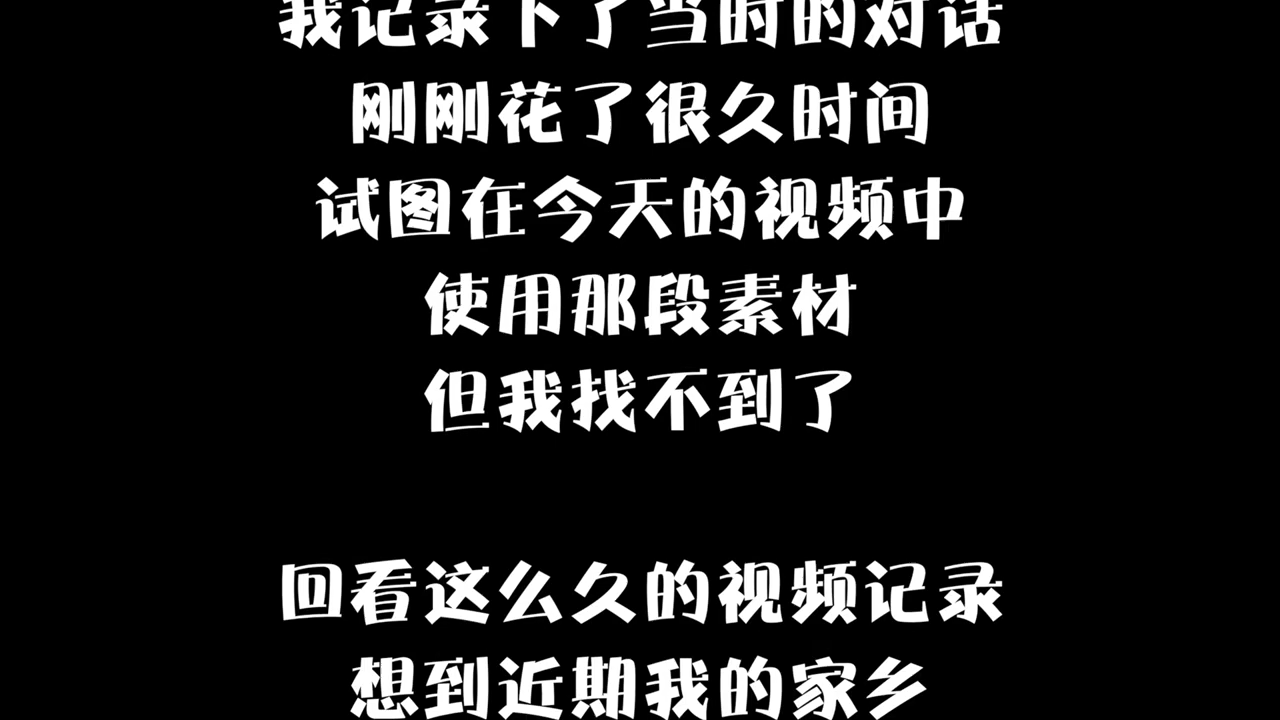 我记录下了当时的对话
刚刚花了很久时间
试图在今天的视频中
使用那段素材
但我找不到了
回看这么久的视频记录
想到近期我的家乡